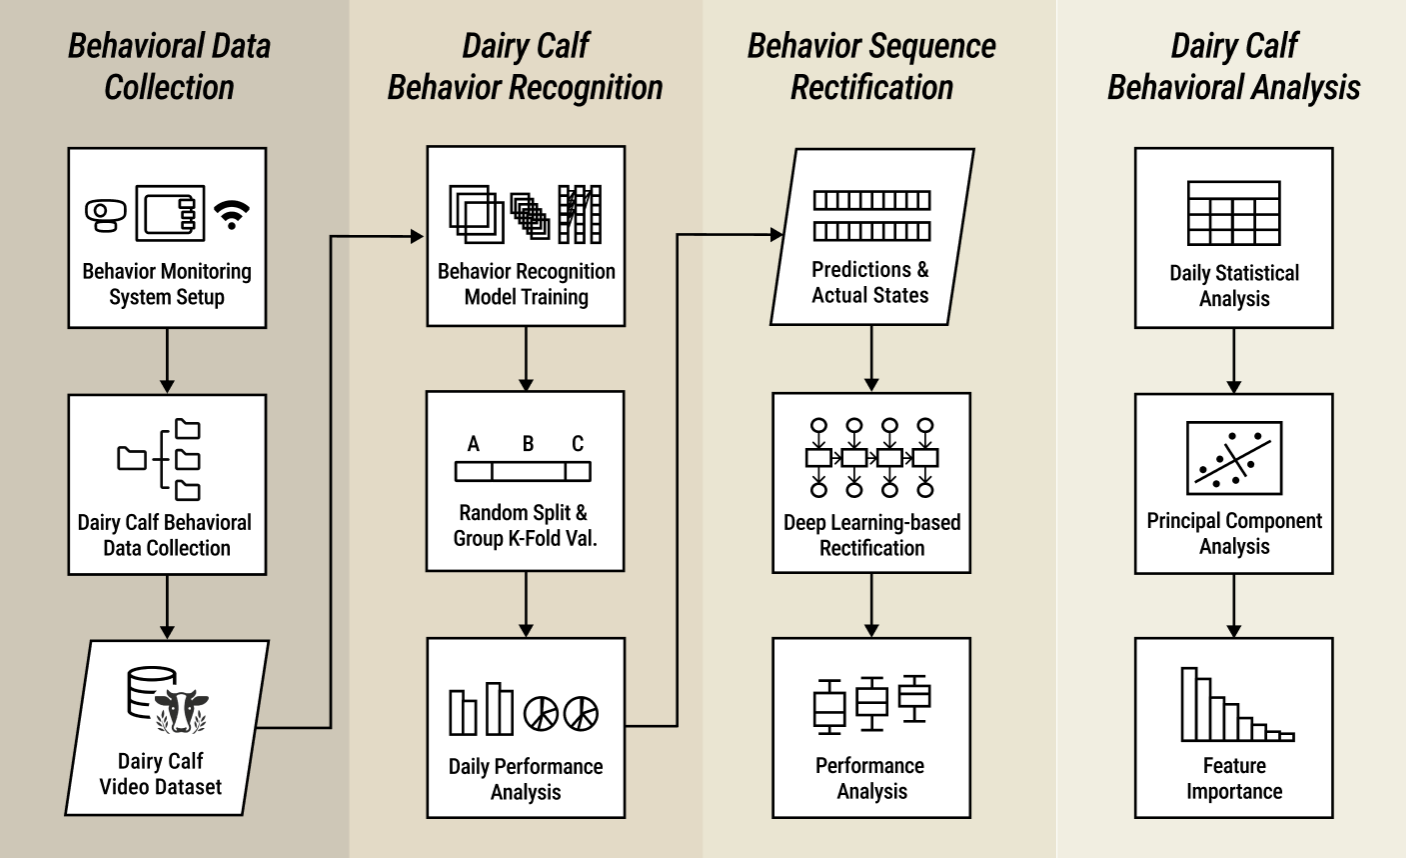 Behavioral Data
Collection
Behavior Monitoring
System Setup
Dairy Calf Behavioral
Data Collection
Dairy Calf
Video Dataset
Dairy Calf
Behavior Recognition
Behavior Recognition
Model Training
A B C
Random Split &
Group K-Fold Val.
Daily Performance
Analysis
Behavior Sequence
Rectification
Predictions &
Actual States
Deep Learning-based
Rectification
Performance
Analysis
Dairy Calf
Behavioral Analysis
Daily Statistical
Analysis
Principal Component
Analysis
Feature
Importance